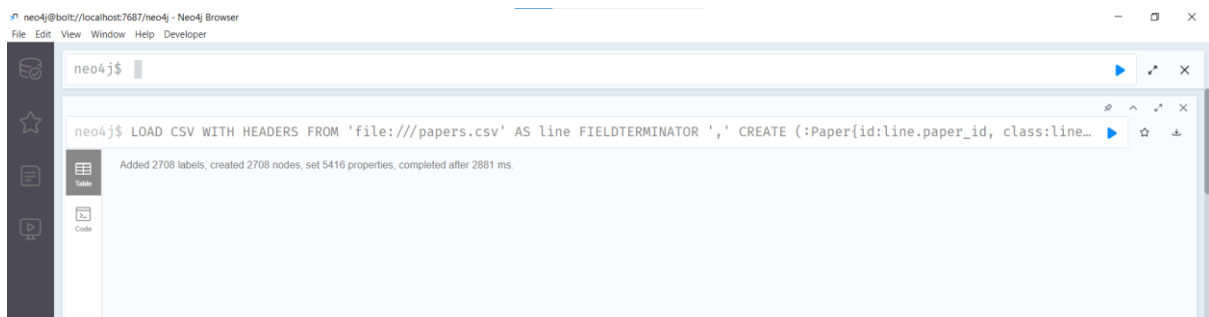 neo4j@bolt://localhost:7687/neo4j - Neo4j Browser
File Edit View Window Help Developer
neo4j$
neo4j$ LOAD CSV WITH HEADERS FROM 'file:///papers.csv' AS line FIELDTERMINATOR ',' CREATE (:Paper{id:line.paper_id, class:line…
Added 2708 labels, created 2708 nodes, set 5416 properties, completed after 2881 ms.
Table
Code